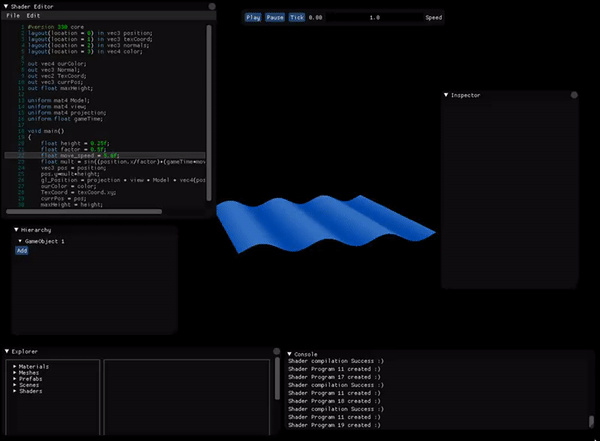 Shader Editor
File Edit
1 #version 330 core
2 layout(location = 0) in vec3 position;
3 layout(location = 1) in vec3 texCoord;
4 layout(location = 2) in vec3 normals;
5 layout(location = 3) in vec4 color;
6
7 out vec4 ourColor;
8 out vec3 Normal;
9 out vec2 TexCoord;
10 out vec3 currPos;
11 out float maxHeight;
12
13 uniform mat4 Model;
14 uniform mat4 view;
15 uniform mat4 projection;
16 uniform float gameTime;
17
18 void main()
19 {
20 float height = 0.25f;
21 float factor = 0.5f;
22 float move_speed = 5.6f;
23 float mult = sin((position.x/factor)+(gameTime*mov
24 vec3 pos = position;
25 pos.y=mult*height;
26 gl_Position = projection * view * Model * vec4(po
27 ourColor = color;
28 TexCoord = texCoord.xy;
29 currPos = pos;
30 maxHeight = height;
Play Pause Tick 0.00 1.0 Speed
Inspector
Hierarchy
GameObject 1
Add
Explorer
Materials
Meshes
Prefabs
Scenes
Shaders
Console
Shader compilation Success :)
Shader Program 11 created :)
Shader Program 17 created :)
Shader compilation Success :)
Shader Program 11 created :)
Shader Program 18 created :)
Shader compilation Success :)
Shader Program 11 created :)
Shader Program 19 created :)